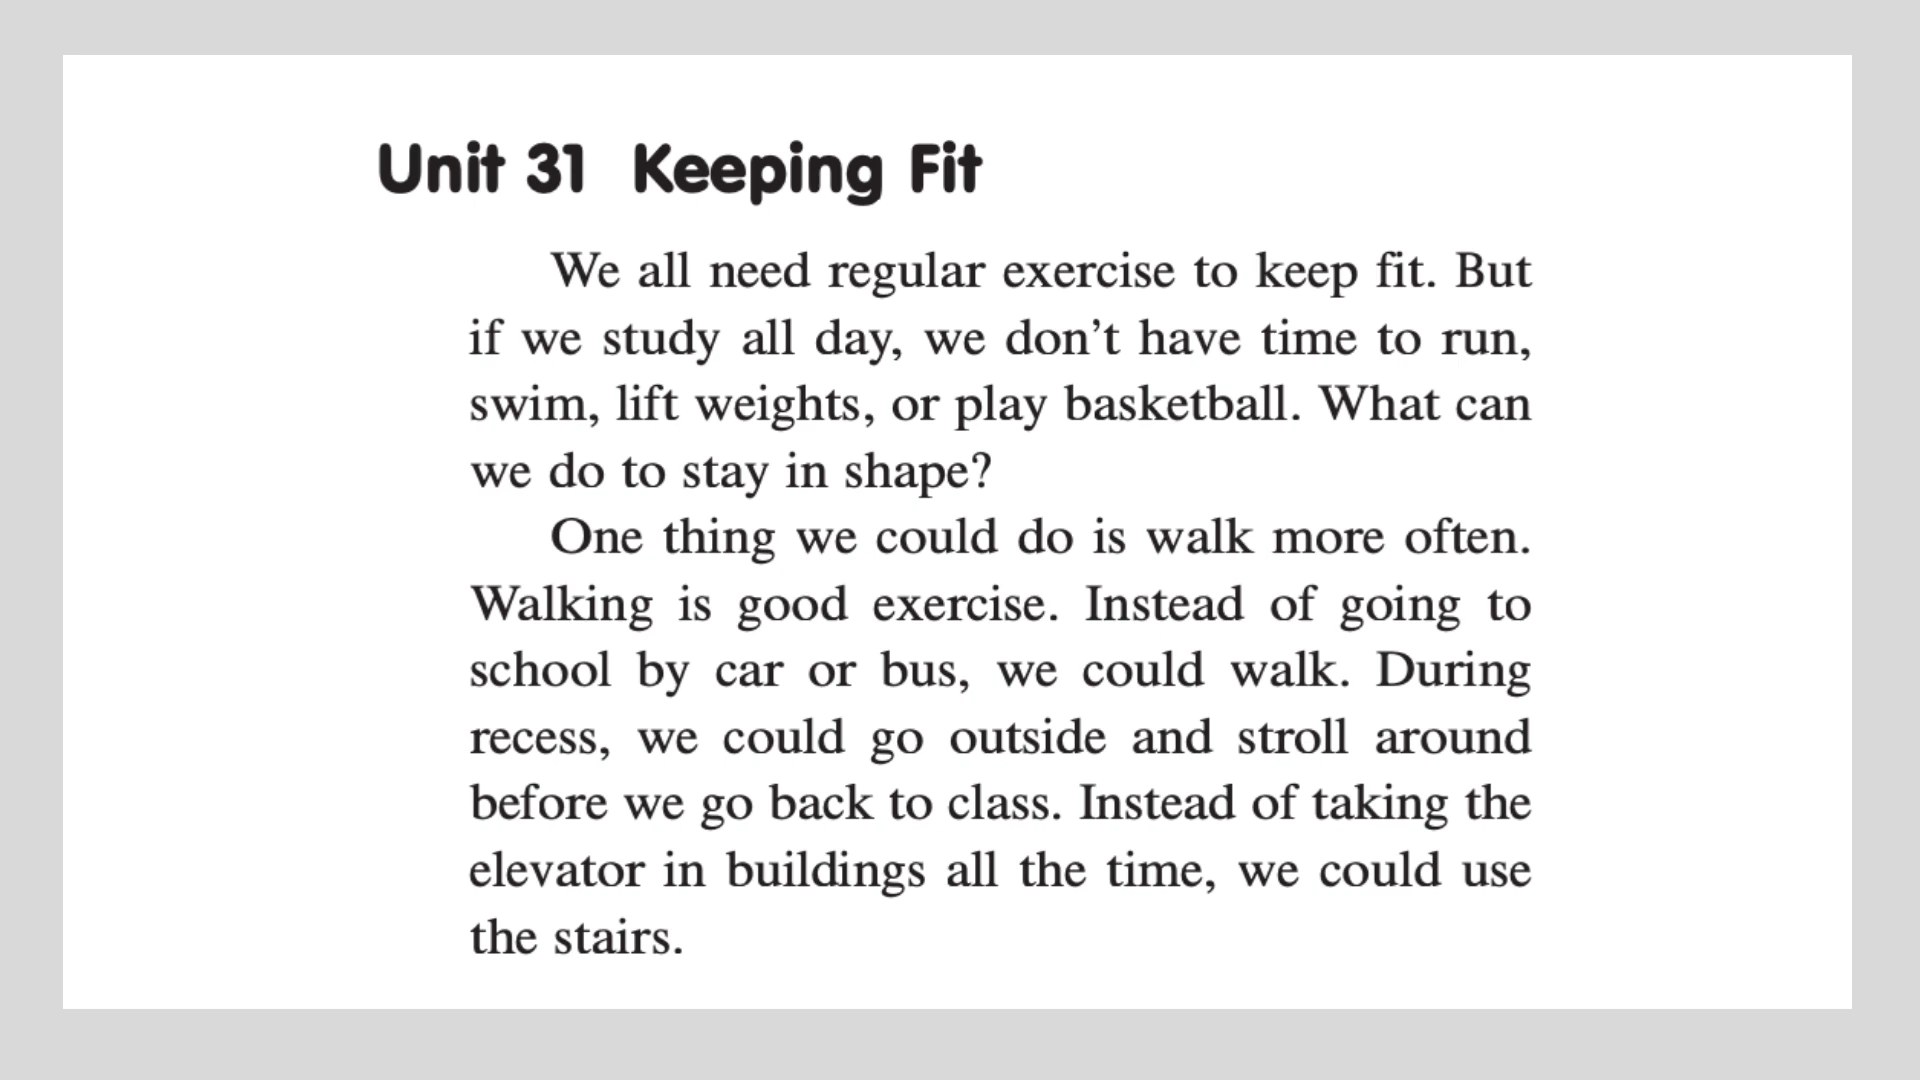 Unit 31 Keeping Fit
We all need regular exercise to keep fit. But
if we study all day, we don’t have time to run,
swim, lift weights, or play basketball. What can
we do to stay in shape?
One thing we could do is walk more often.
Walking is good exercise. Instead of going to
school by car or bus, we could walk. During
recess, we could go outside and stroll around
before we go back to class. Instead of taking the
elevator in buildings all the time, we could use
the stairs.